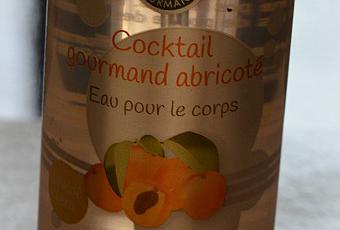 Cocktail
gourmand abricoté
Eau pour le corps